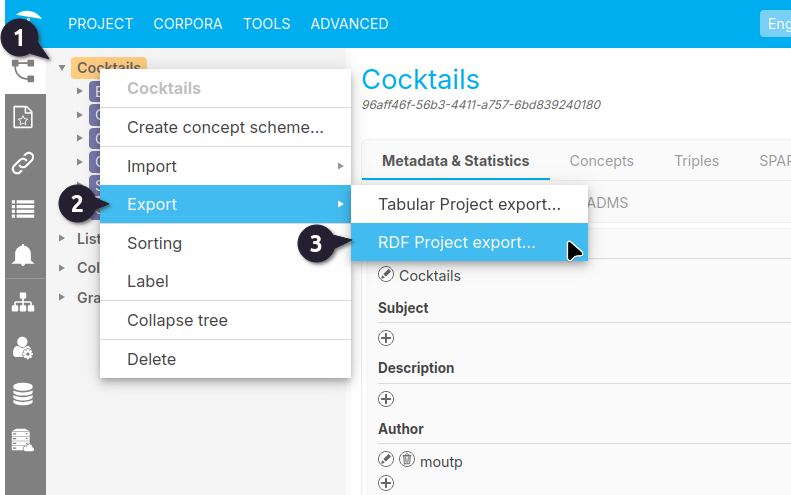 PROJECT CORPORA TOOLS ADVANCED Eng
1
Cocktails
Cocktails
Cocktails
96aff46f-56b3-4411-a757-6bd839240180
Create concept scheme...
Metadata & Statistics Concepts Triples SPAR
Import
2 Export
Tabular Project export...
ADMS
3 RDF Project export...
Sorting
List
Cocktails
Label
Col
Subject
Gra
Collapse tree
Delete
Description
Author
moutp